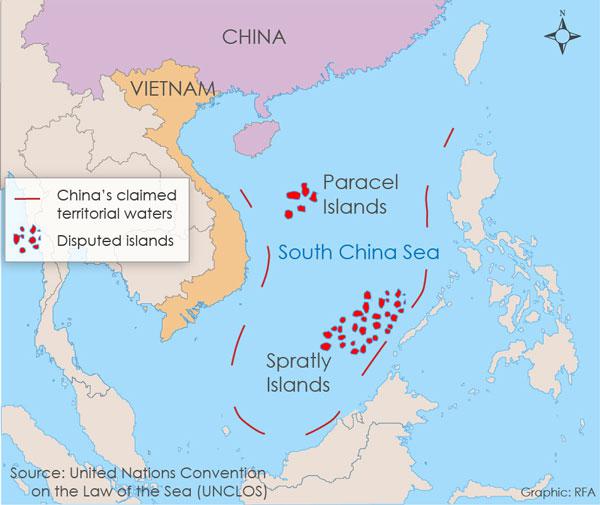 CHINA
VIETNAM
N
China's claimed
territorial waters
Disputed islands
Paracel
Islands
South China Sea
Spratly
Islands
Source: United Nations Convention
on the Law of the Sea (UNCLOS)
Graphic: RFA